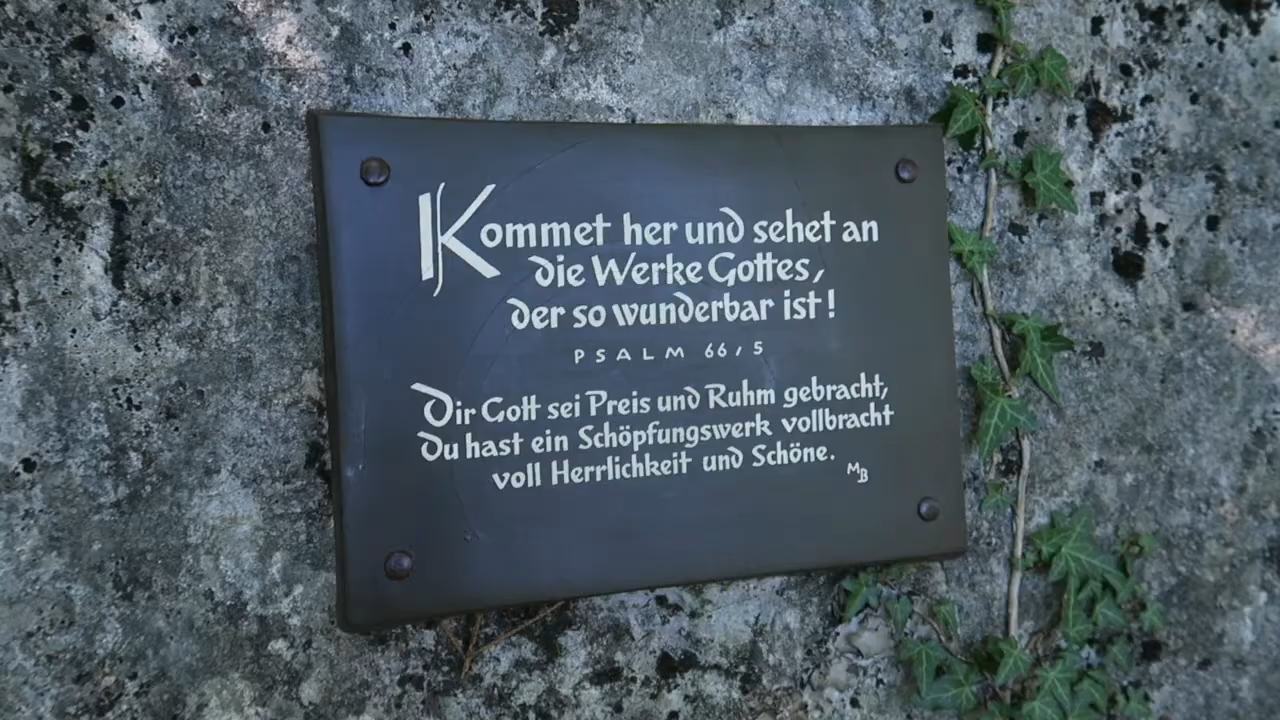 Kommet her und sehet an
die Werke Gottes,
der so wunderbar ist!
PSALM 66,5
Dir Gott sei Preis und Ruhm gebracht,
Du hast ein Schöpfungswerk vollbracht
voll Herrlichkeit und Schöne.
MB